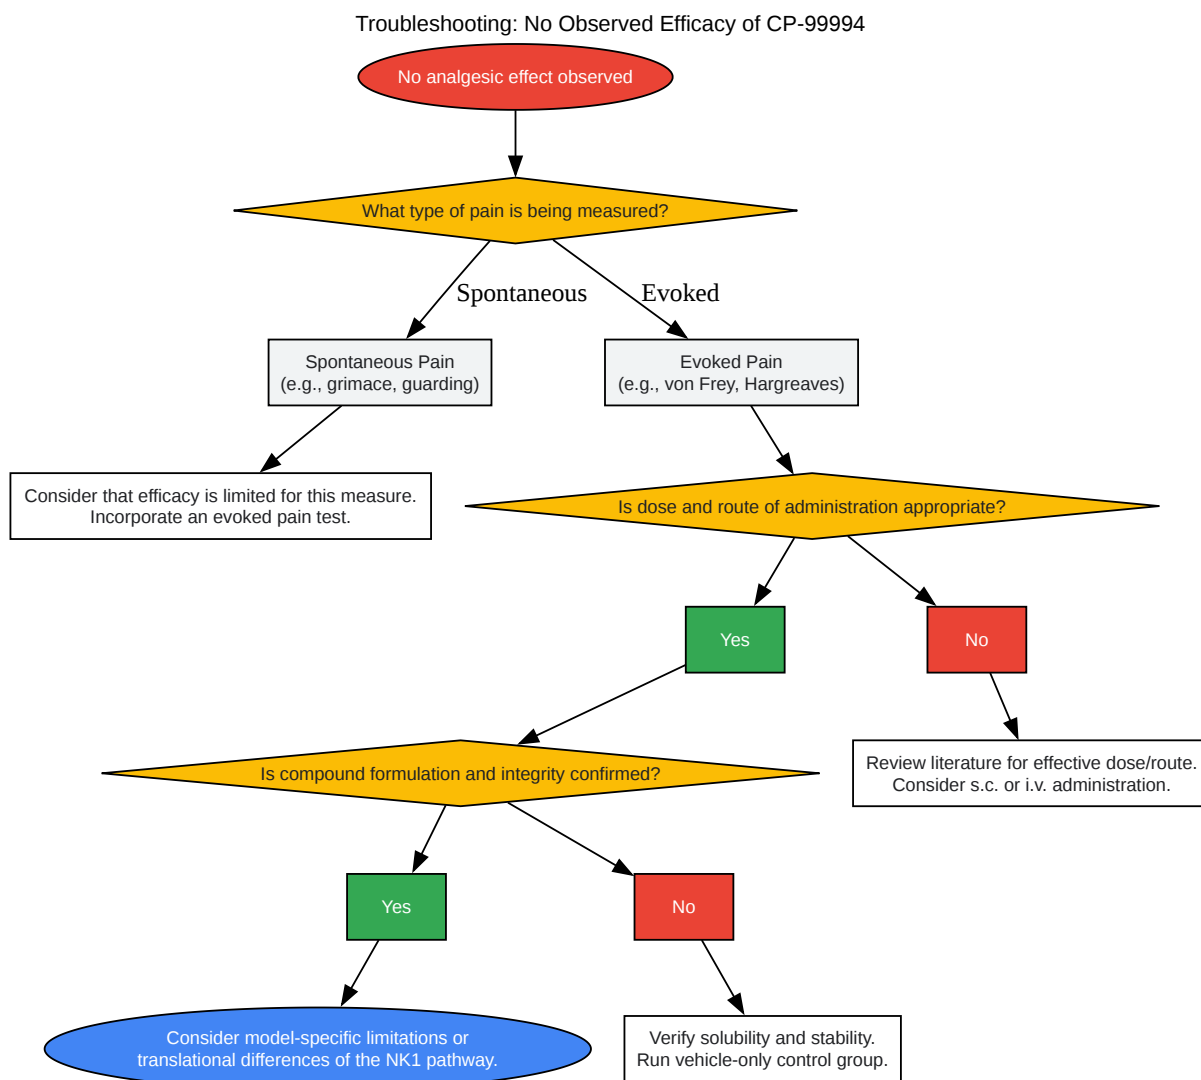 Troubleshooting: No Observed Efficacy of CP-99994
No analgesic effect observed
What type of pain is being measured?
Spontaneous
Evoked
Spontaneous Pain
(e.g., grimace, guarding)
Evoked Pain
(e.g., von Frey, Hargreaves)
Consider that efficacy is limited for this measure.
Incorporate an evoked pain test.
Is dose and route of administration appropriate?
Yes
No
Review literature for effective dose/route.
Consider s.c. or i.v. administration.
Is compound formulation and integrity confirmed?
Yes
No
Consider model-specific limitations or
translational differences of the NK1 pathway.
Verify solubility and stability.
Run vehicle-only control group.